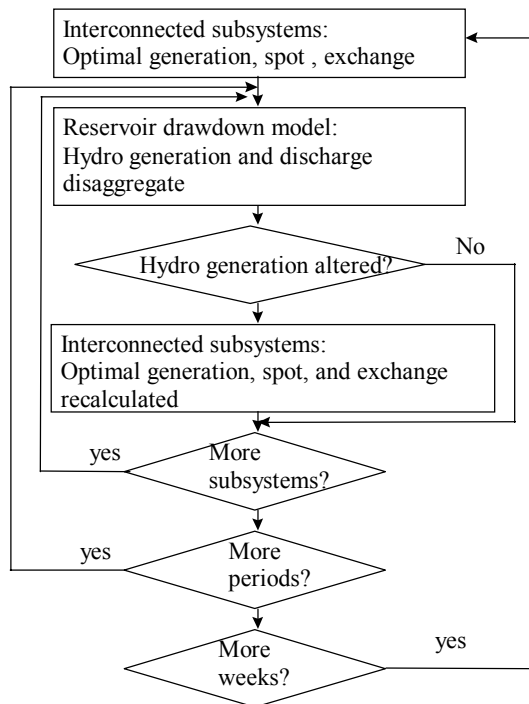 Interconnected subsystems:
Optimal generation, spot , exchange
Reservoir drawdown model:
Hydro generation and discharge
disaggregate
Hydro generation altered?
No
Interconnected subsystems:
Optimal generation, spot, and exchange
recalculated
yes
More
subsystems?
yes
More
periods?
More
weeks?
yes